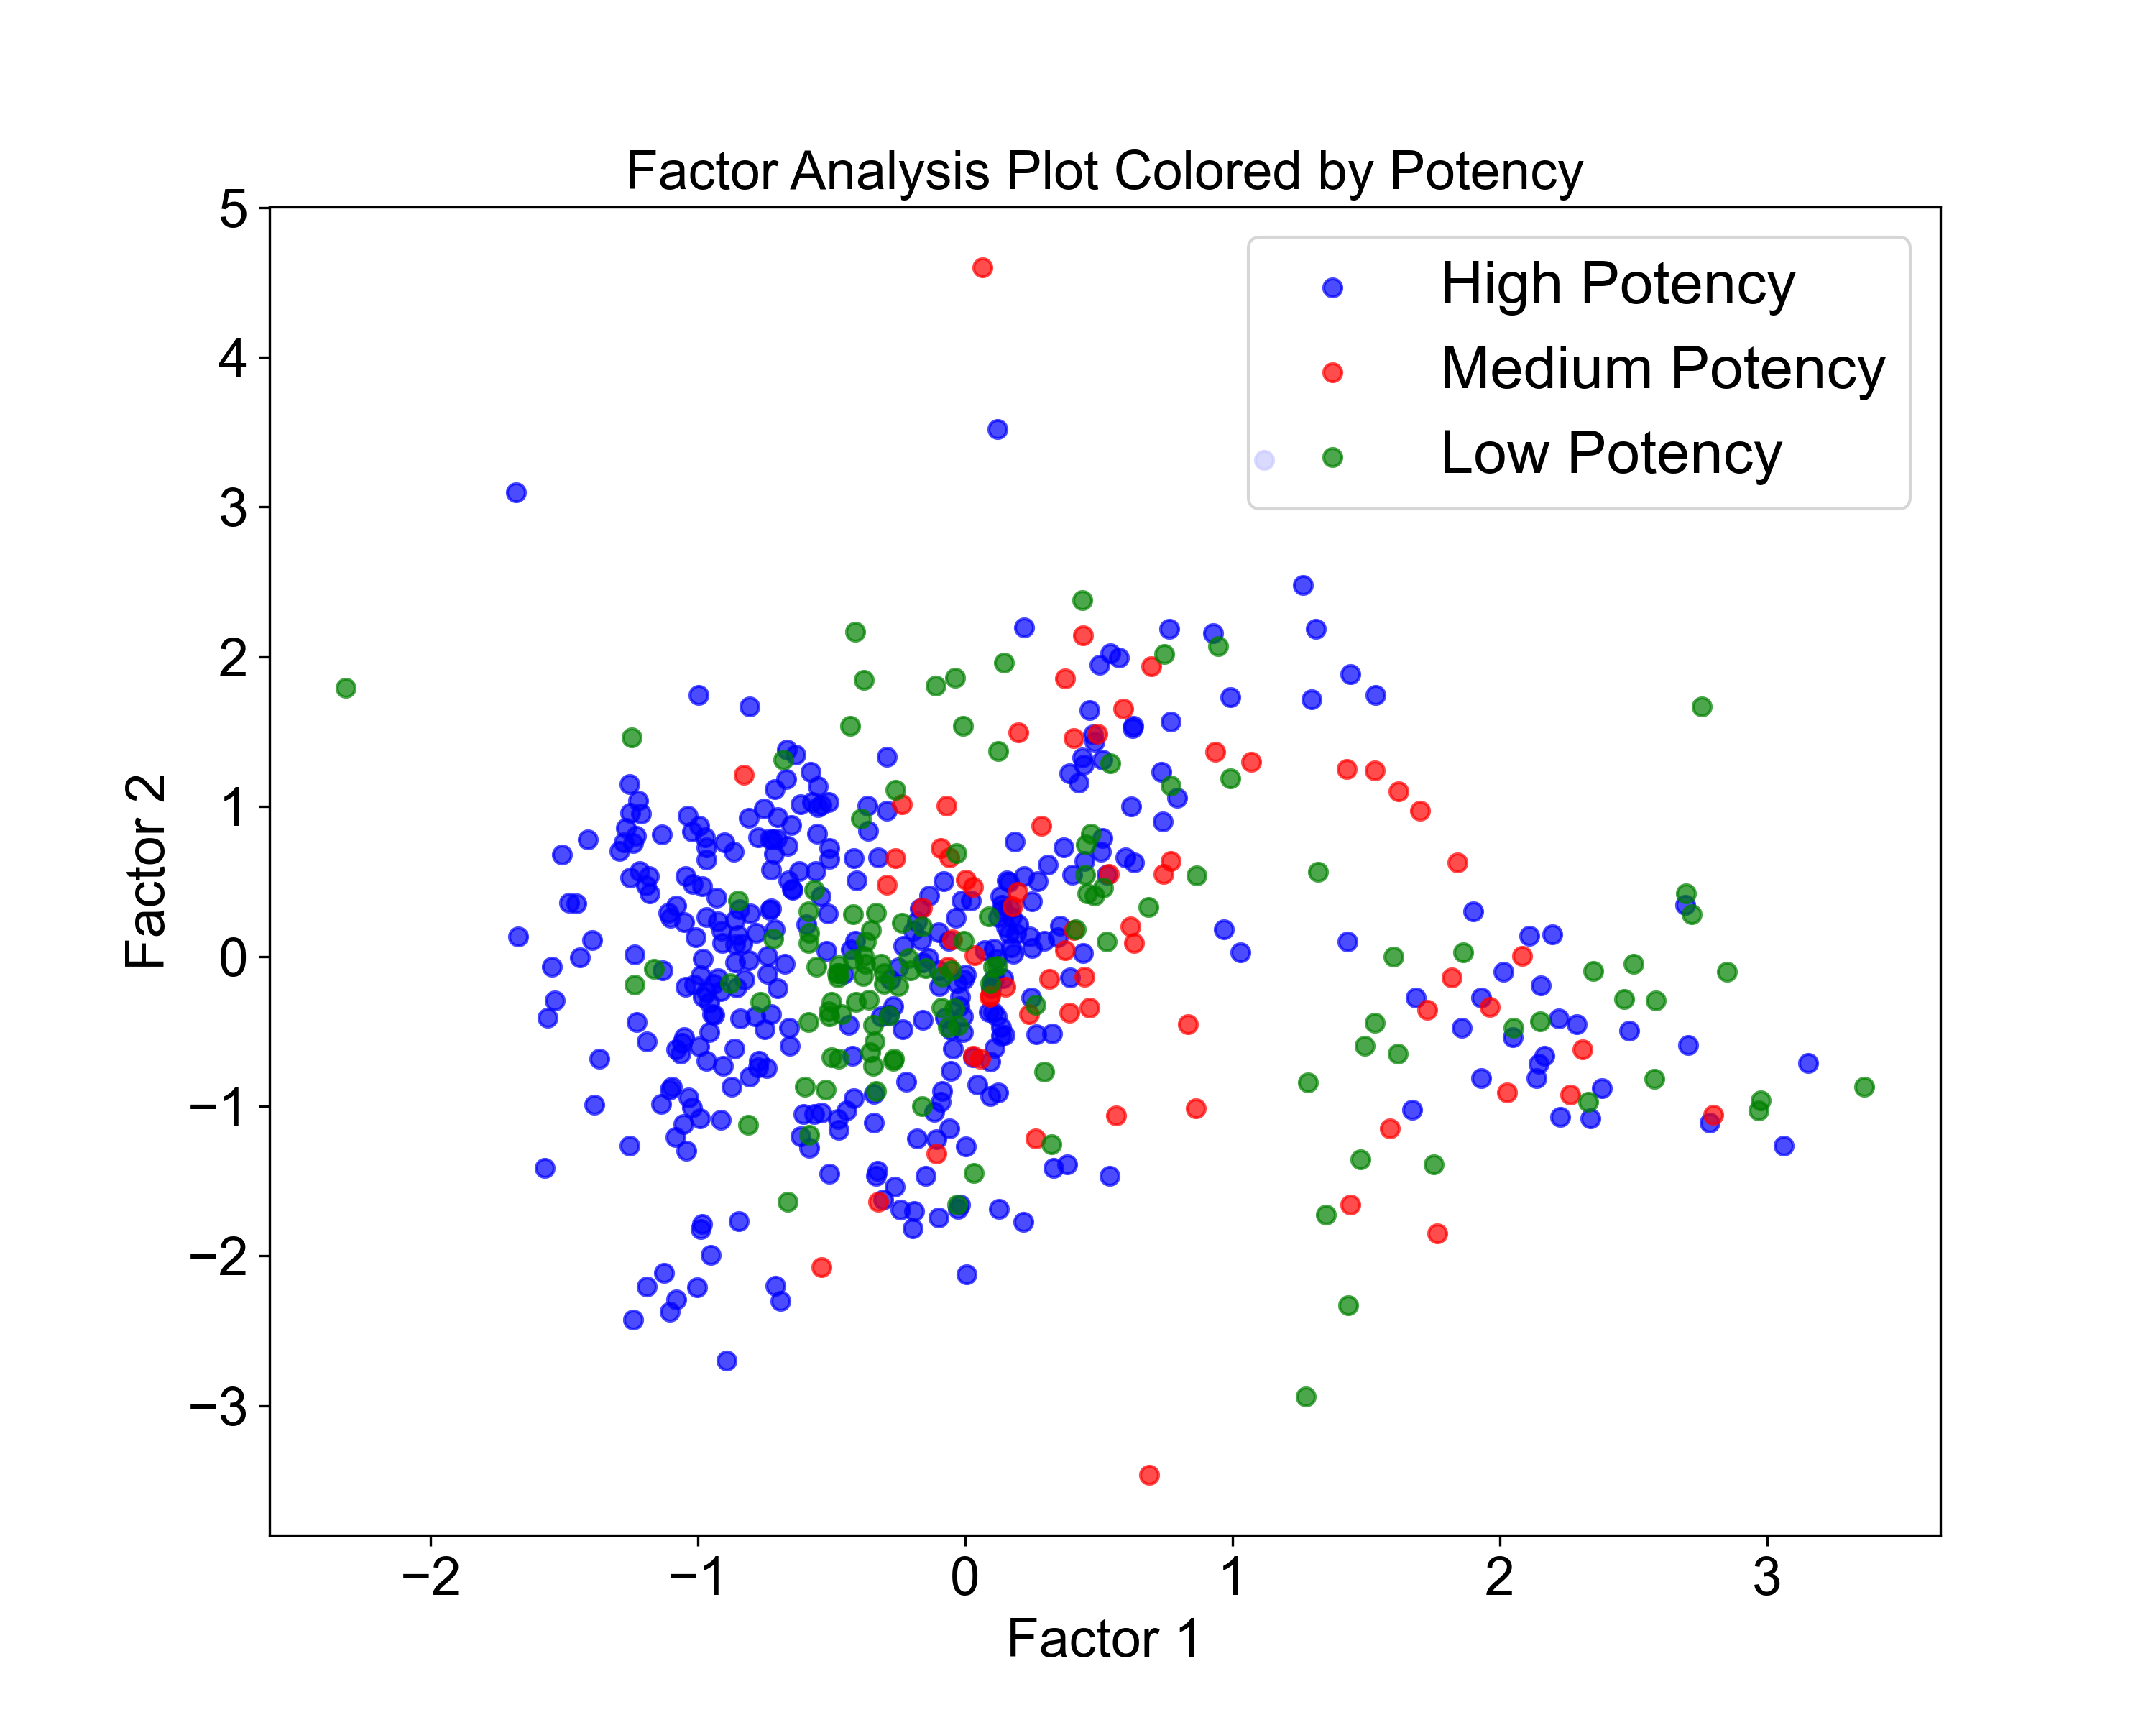 Factor Analysis Plot Colored by Potency
5
4
3
2
1
0
−1
−2
−3
Factor 2
High Potency
Medium Potency
Low Potency
−2 −1 0 1 2 3
Factor 1